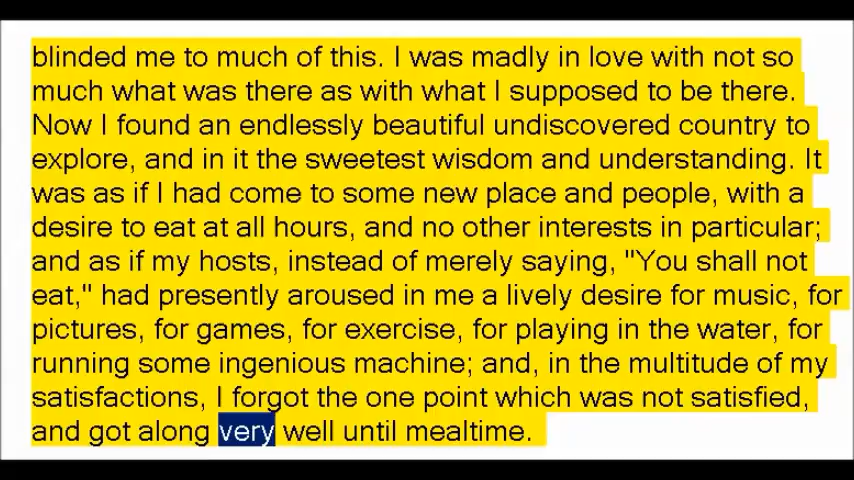 blinded me to much of this. I was madly in love with not so
much what was there as with what I supposed to be there.
Now I found an endlessly beautiful undiscovered country to
explore, and in it the sweetest wisdom and understanding. It
was as if I had come to some new place and people, with a
desire to eat at all hours, and no other interests in particular;
and as if my hosts, instead of merely saying, "You shall not
eat," had presently aroused in me a lively desire for music, for
pictures, for games, for exercise, for playing in the water, for
running some ingenious machine; and, in the multitude of my
satisfactions, I forgot the one point which was not satisfied,
and got along very well until mealtime.